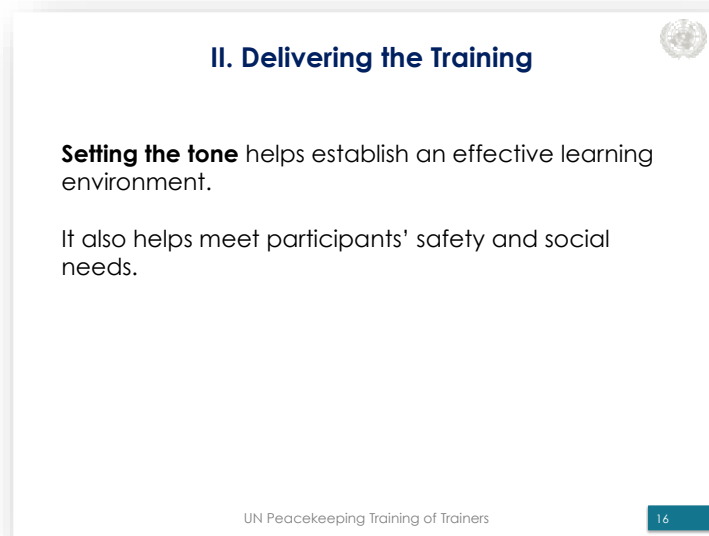 II. Delivering the Training
Setting the tone helps establish an effective learning
environment.
It also helps meet participants’ safety and social
needs.
UN Peacekeeping Training of Trainers
16